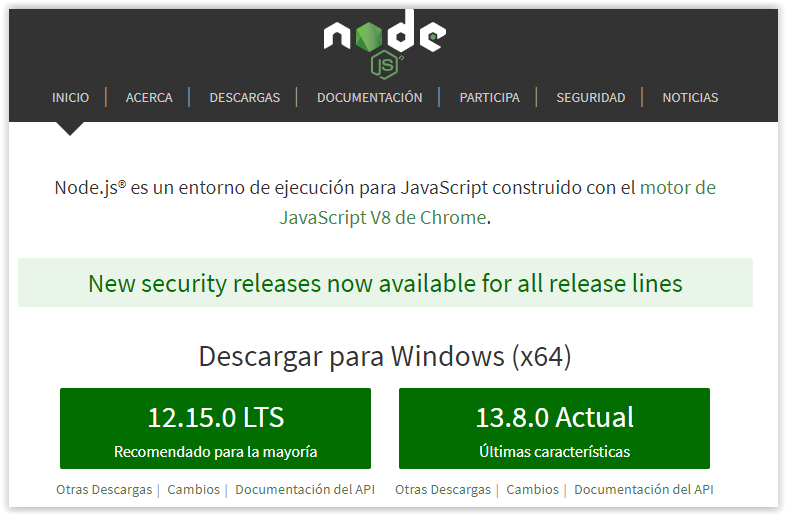 node
JS
INICIO | ACERCA | DESCARGAS | DOCUMENTACIÓN | PARTICIPA | SEGURIDAD | NOTICIAS
Node.js® es un entorno de ejecución para JavaScript construido con el motor de
JavaScript V8 de Chrome.
New security releases now available for all release lines
Descargar para Windows (x64)
12.15.0 LTS
Recomendado para la mayoría
13.8.0 Actual
Últimas características
Otras Descargas | Cambios | Documentación del API
Otras Descargas | Cambios | Documentación del API